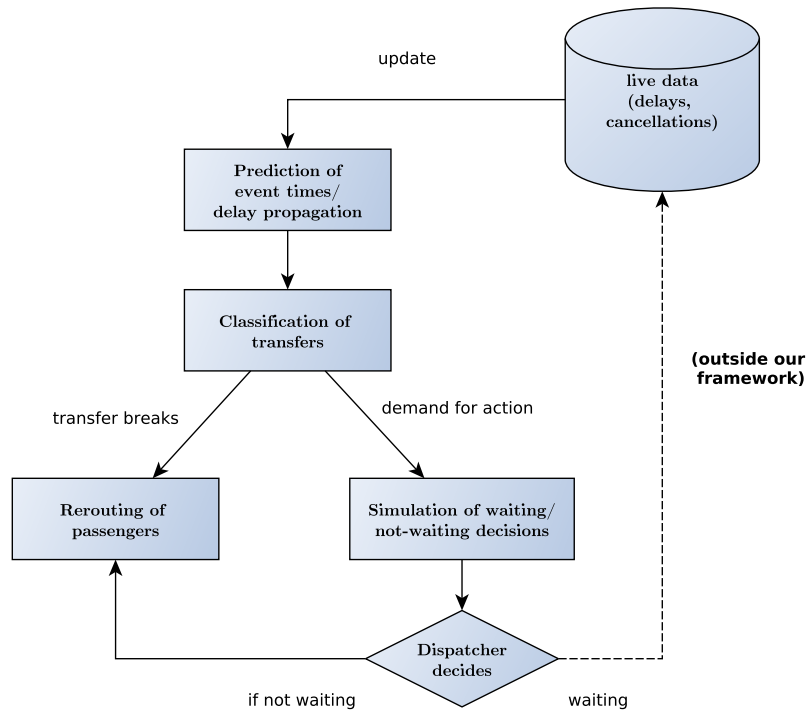 update
live data
(delays,
cancellations)
Prediction of
event times/
delay propagation
Classification of
transfers
(outside our
framework)
transfer breaks
demand for action
Rerouting of
passengers
Simulation of waiting/
not-waiting decisions
Dispatcher
decides
if not waiting
waiting